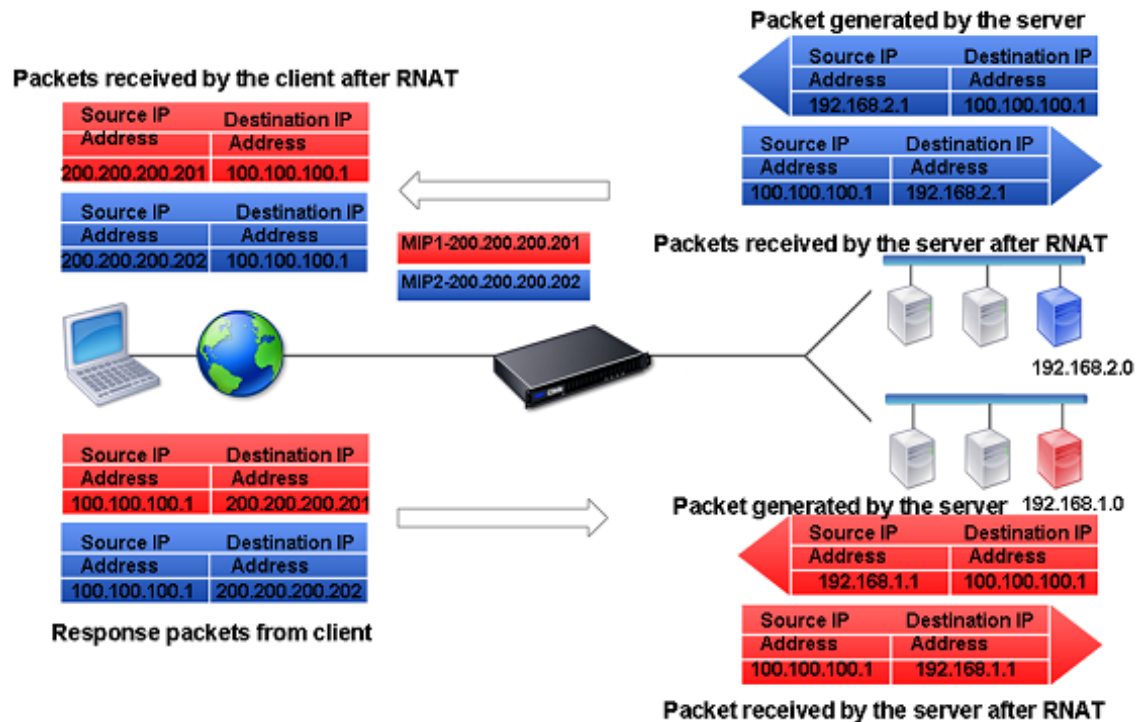 Packet generated by the server
Source IP Destination IP
Address Address
192.168.2.1 100.100.100.1
Source IP Destination IP
Address Address
100.100.100.1 192.168.2.1
Packets received by the server after RNAT
Packets received by the client after RNAT
Source IP Destination IP
Address Address
200.200.200.201 100.100.100.1
Source IP Destination IP
Address Address
200.200.200.202 100.100.100.1
MIP1-200.200.200.201
MIP2-200.200.200.202
192.168.2.0
192.168.1.0
Source IP Destination IP
Address Address
100.100.100.1 200.200.200.201
Source IP Destination IP
Address Address
100.100.100.1 200.200.200.202
Response packets from client
Packet generated by the server
Source IP Destination IP
Address Address
192.168.1.1 100.100.100.1
Source IP Destination IP
Address Address
100.100.100.1 192.168.1.1
Packet received by the server after RNAT